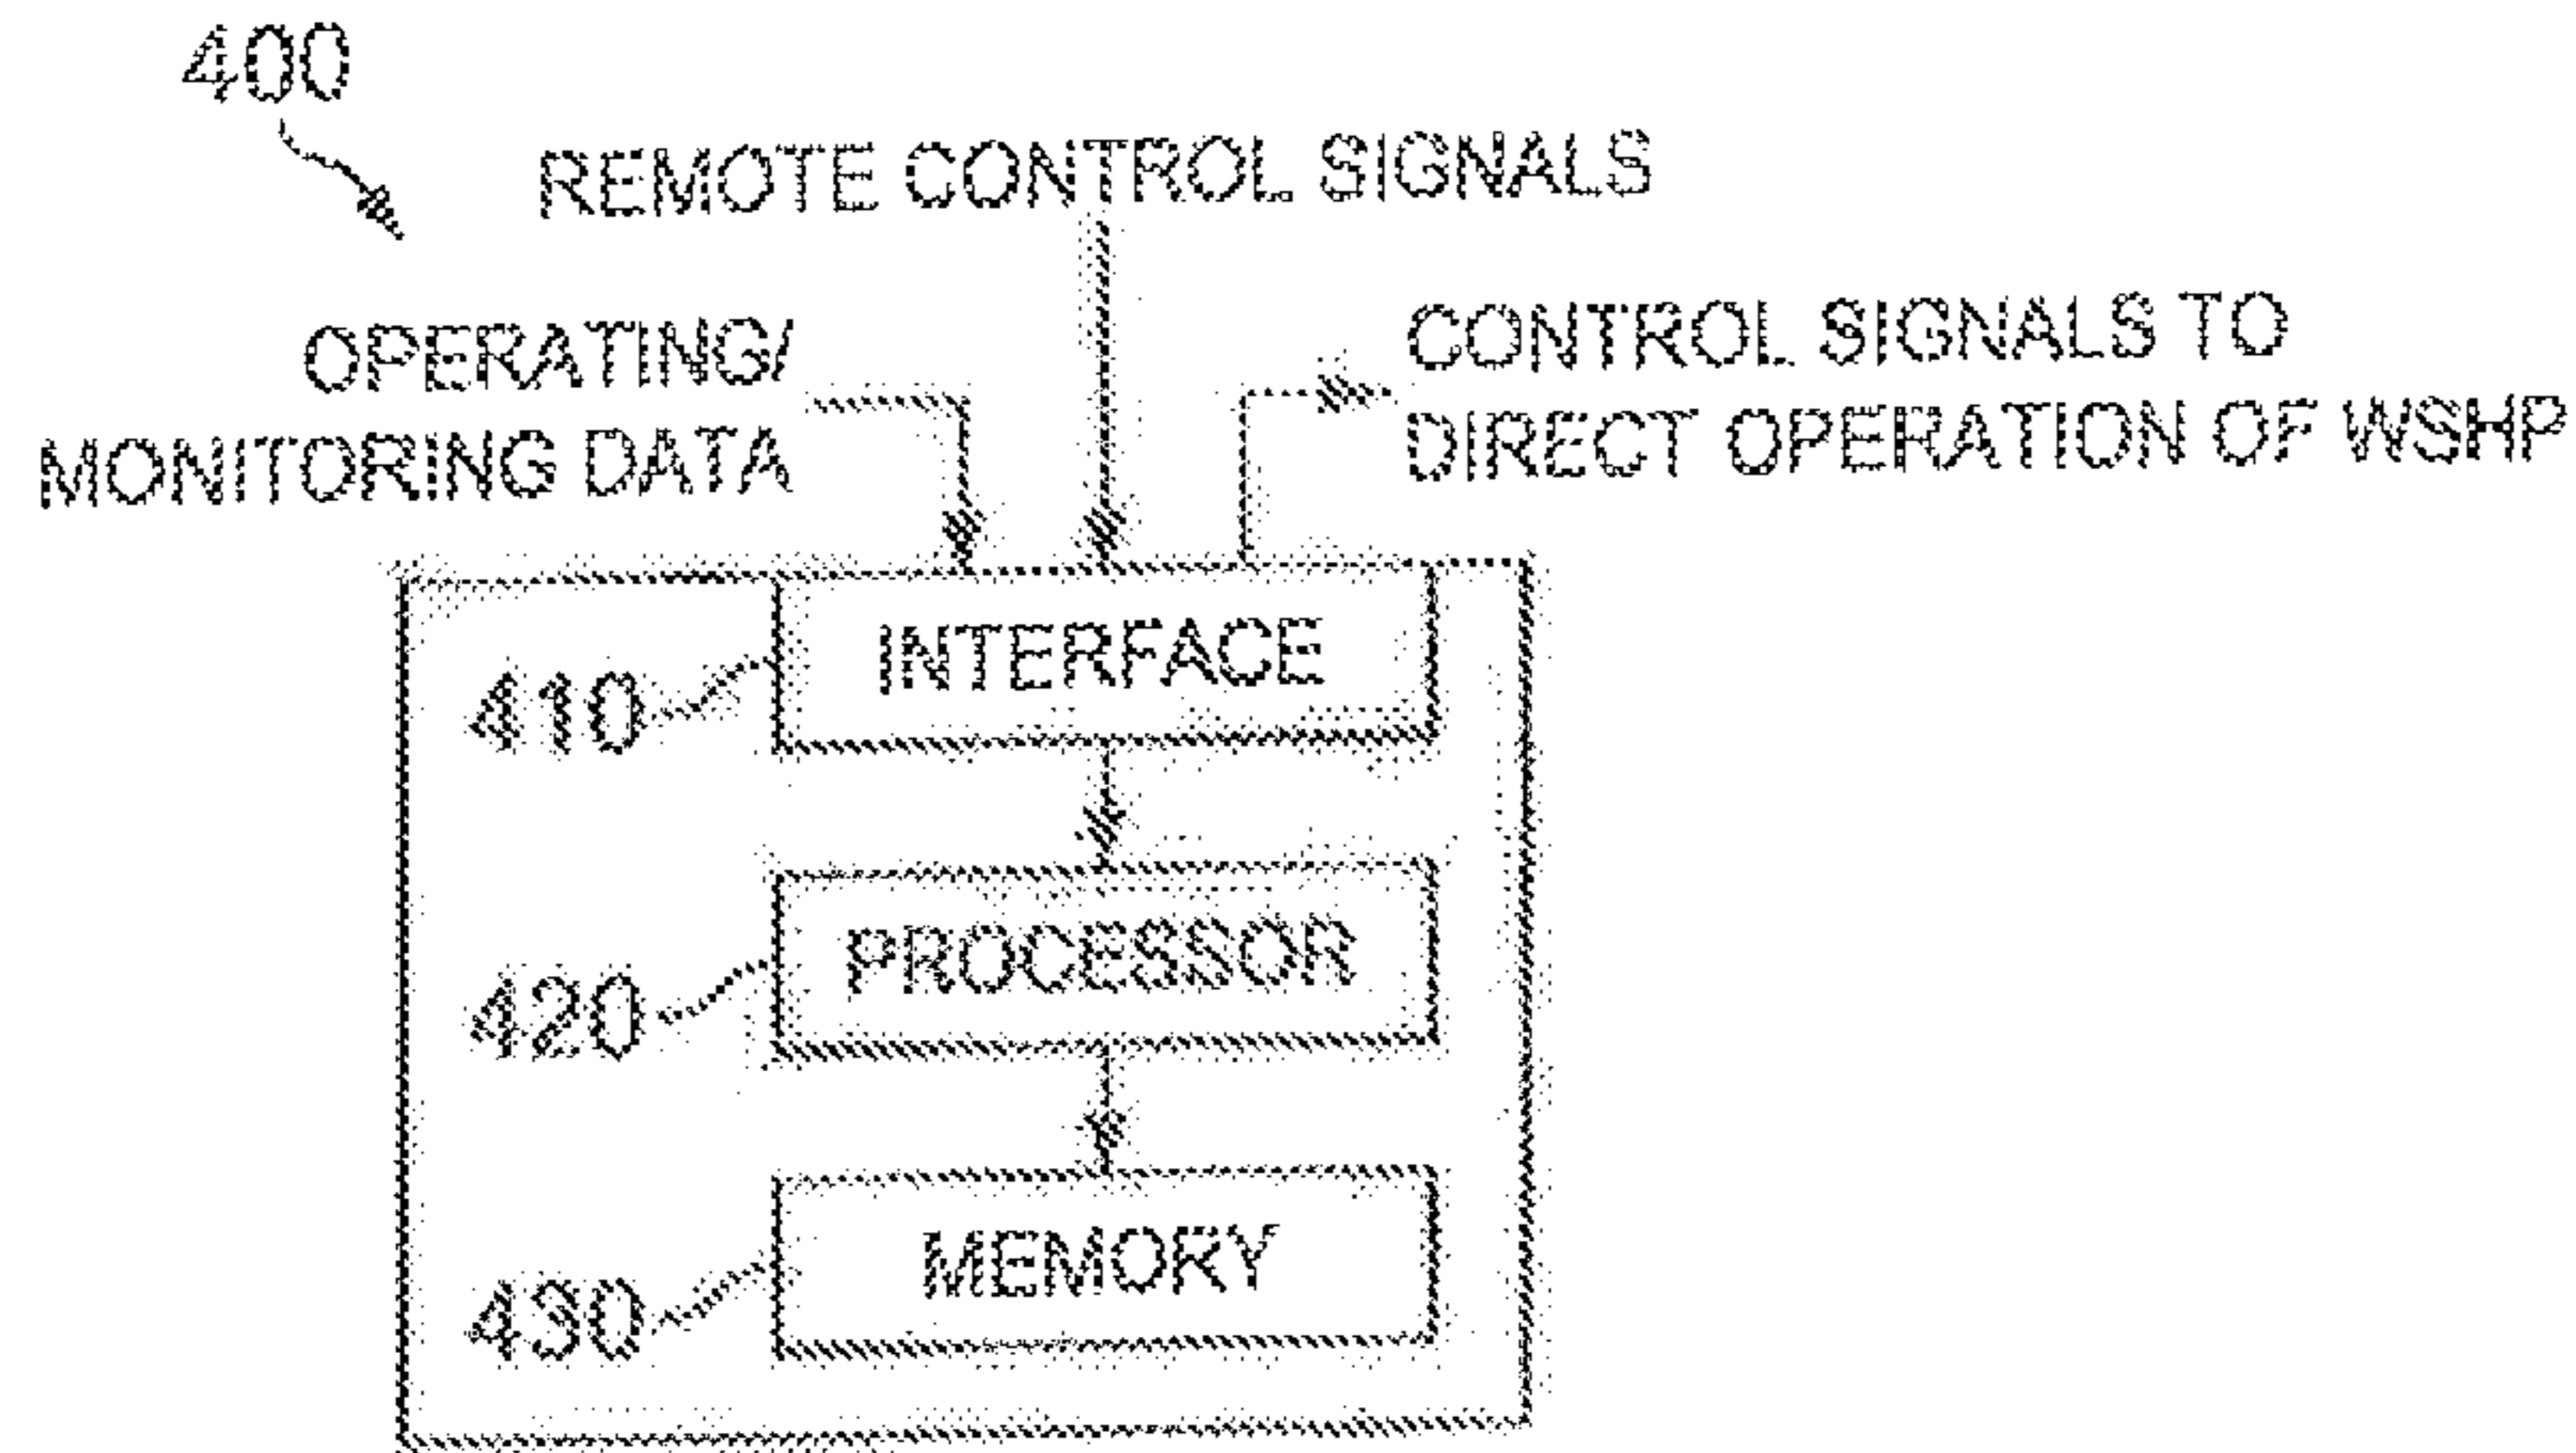 400
REMOTE CONTROL SIGNALS
OPERATING/
MONITORING DATA
CONTROL SIGNALS TO
DIRECT OPERATION OF WSHP
INTERFACE
410
PROCESSOR
420
MEMORY
430